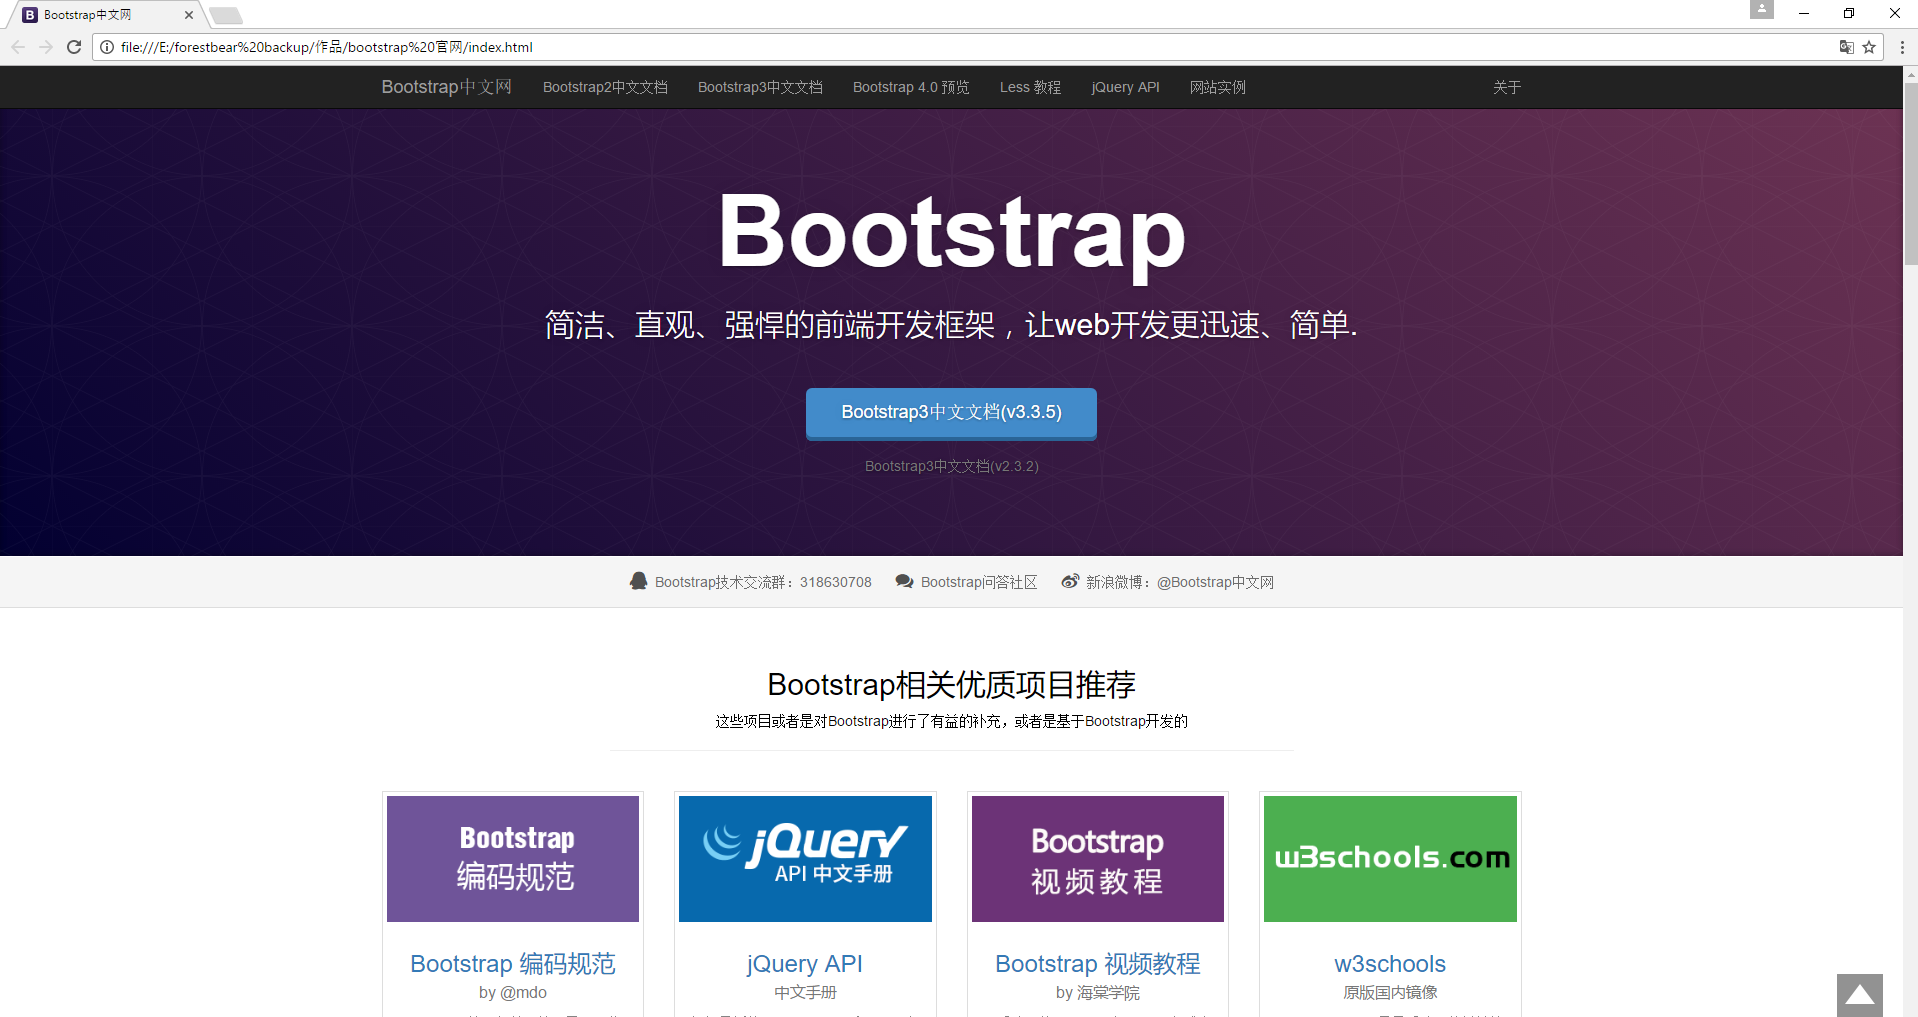 Bootstrap中文网
file:///E:/forestbear%20backup/作品/bootstrap%20官网/index.html
Bootstrap中文网 Bootstrap2中文文档 Bootstrap3中文文档 Bootstrap 4.0 预览 Less 教程 jQuery API 网站实例 关于
Bootstrap
简洁、直观、强悍的前端开发框架，让web开发更迅速、简单.
Bootstrap3中文文档(v3.3.5)
Bootstrap3中文文档(v2.3.2)
Bootstrap技术交流群：318630708 Bootstrap问答社区 新浪微博：@Bootstrap中文网
Bootstrap相关优质项目推荐
这些项目或者是对Bootstrap进行了有益的补充，或者是基于Bootstrap开发的
Bootstrap
编码规范
jQuery
API 中文手册
Bootstrap
视频教程
w3schools.com
Bootstrap 编码规范
by @mdo
jQuery API
中文手册
Bootstrap 视频教程
by 海棠学院
w3schools
原版国内镜像